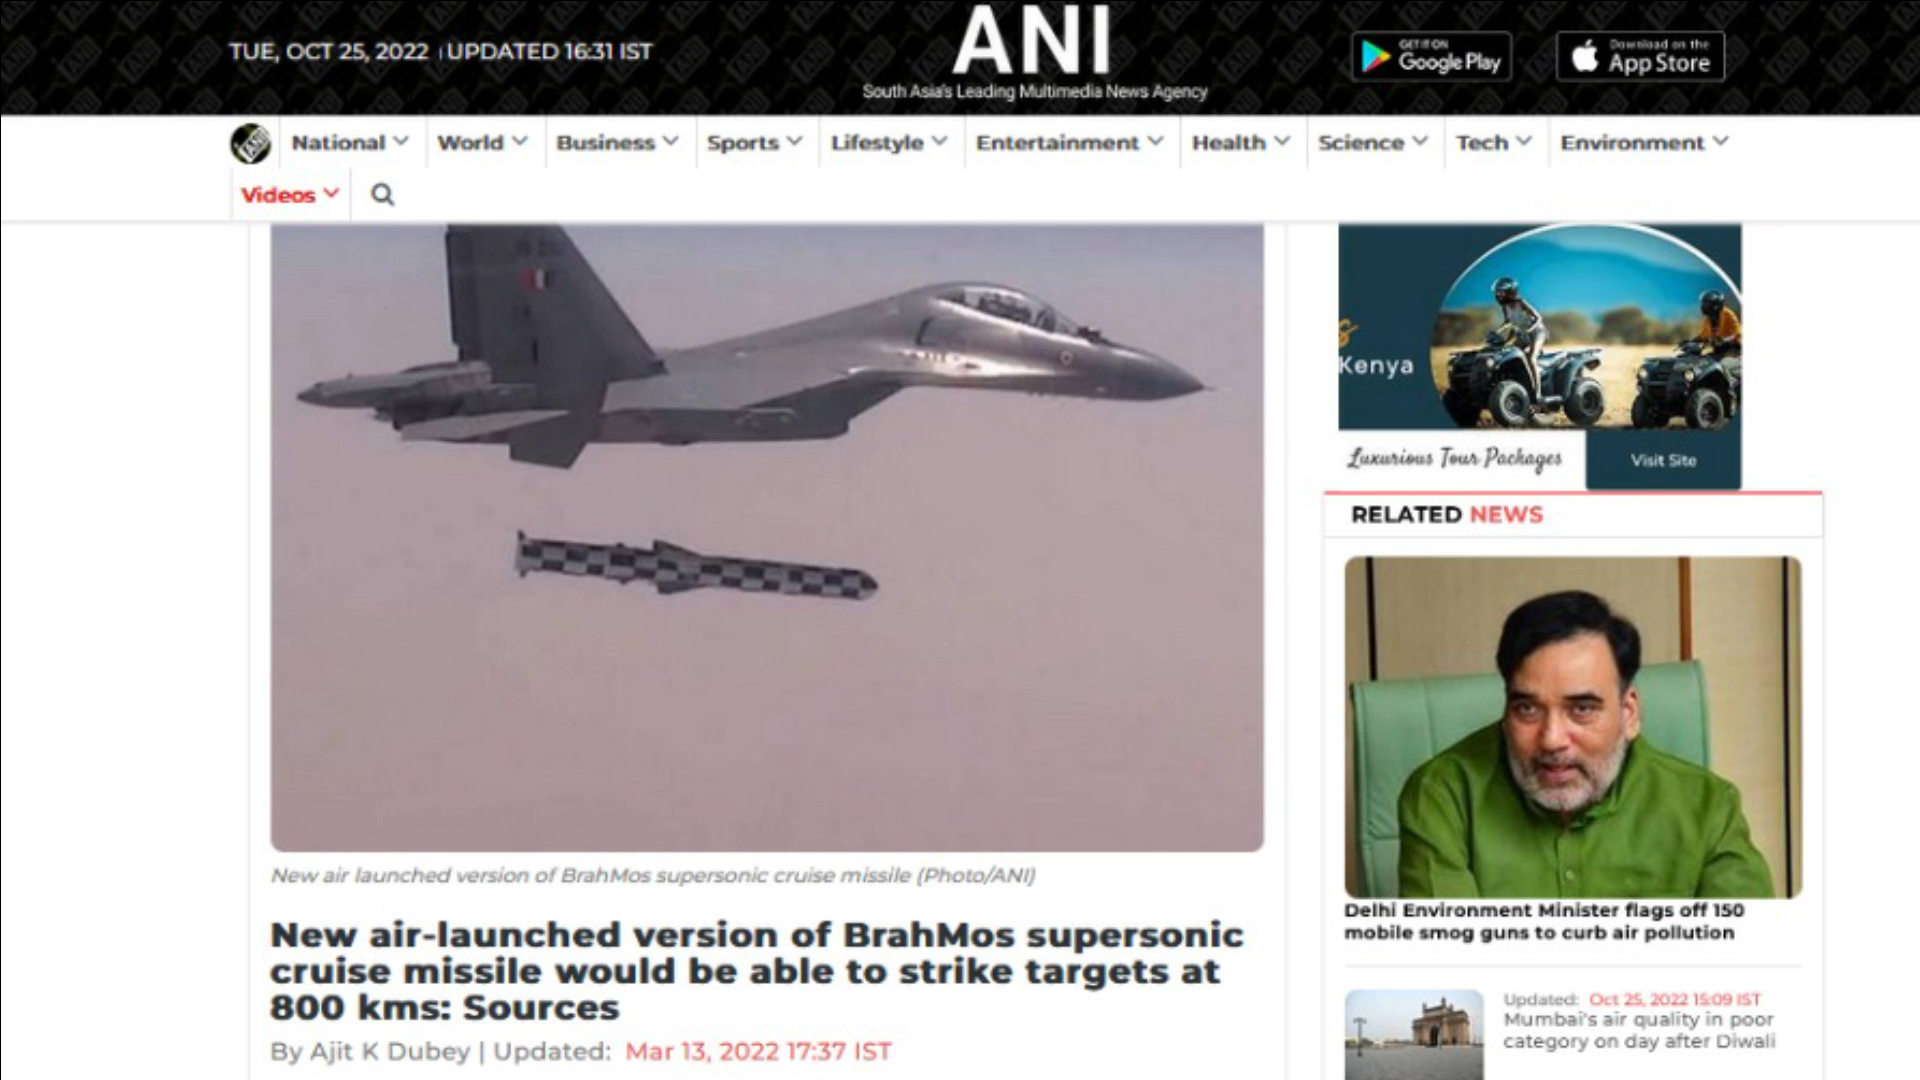 TUE, OCT 25, 2022 | UPDATED 16:31 IST
ANI
South Asia's Leading Multimedia News Agency
GET IT ON
Google Play
Download on the
App Store
National
World
Business
Sports
Lifestyle
Entertainment
Health
Science
Tech
Environment
Videos
Kenya
Luxurious Tour Packages
Visit Site
RELATED NEWS
New air launched version of BrahMos supersonic cruise missile (Photo/ANI)
New air-launched version of BrahMos supersonic
cruise missile would be able to strike targets at
800 kms: Sources
By Ajit K Dubey | Updated: Mar 13, 2022 17:37 IST
Delhi Environment Minister flags off 150
mobile smog guns to curb air pollution
Updated: Oct 25, 2022 15:09 IST
Mumbai's air quality in poor
category on day after Diwali